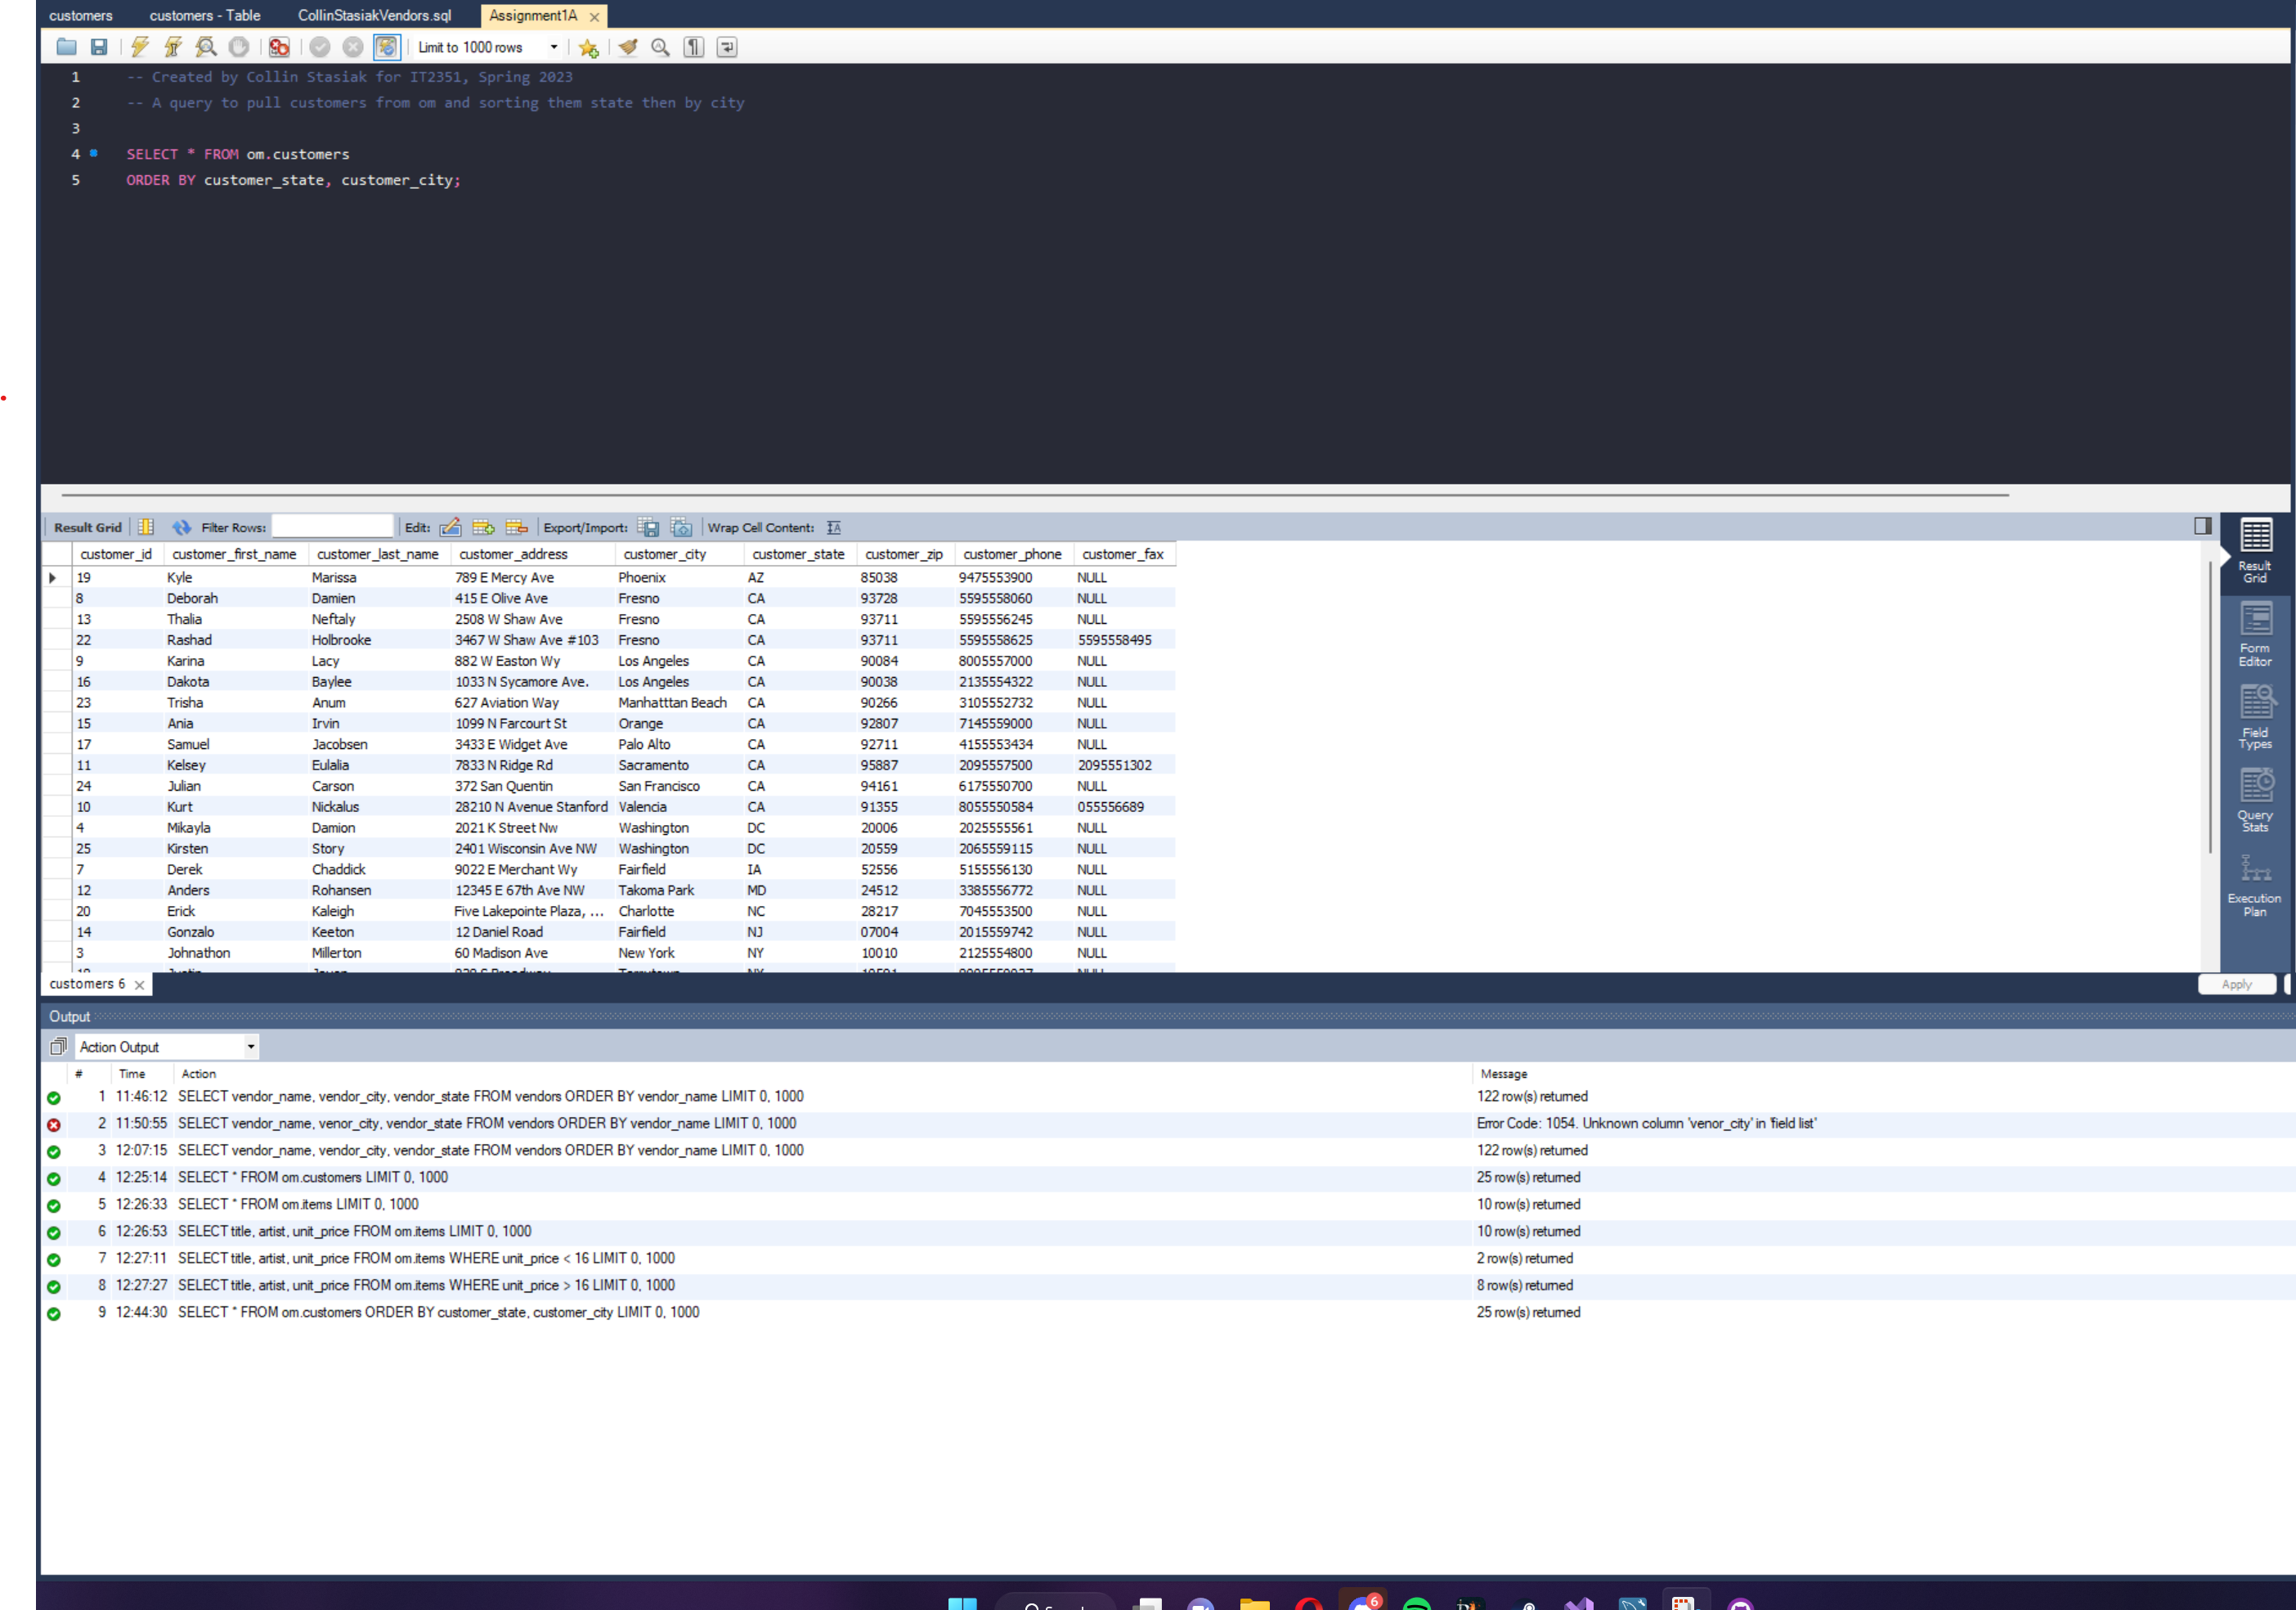 customers customers - Table CollinStasiakVendors.sql Assignment1A
Limit to 1000 rows
1 -- Created by Collin Stasiak for IT2351, Spring 2023
2 -- A query to pull customers from om and sorting them state then by city
3
4 SELECT * FROM om.customers
5 ORDER BY customer_state, customer_city;
Result Grid Filter Rows: Edit: Export/Import: Wrap Cell Content:
customer_id customer_first_name customer_last_name customer_address customer_city customer_state customer_zip customer_phone customer_fax
19 Kyle Marissa 789 E Mercy Ave Phoenix AZ 85038 9475553900 NULL
8 Deborah Damien 415 E Olive Ave Fresno CA 93728 5595558060 NULL
13 Thalia Neftaly 2508 W Shaw Ave Fresno CA 93711 5595556245 NULL
22 Rashad Holbrooke 3467 W Shaw Ave #103 Fresno CA 93711 5595558625 5595558495
9 Karina Lacy 882 W Easton Wy Los Angeles CA 90084 8005557000 NULL
16 Dakota Baylee 1033 N Sycamore Ave. Los Angeles CA 90038 2135554322 NULL
23 Trisha Anum 627 Aviation Way Manhatttan Beach CA 90266 3105552732 NULL
15 Ania Irvin 1099 N Farcourt St Orange CA 92807 7145559000 NULL
17 Samuel Jacobsen 3433 E Widget Ave Palo Alto CA 92711 4155553434 NULL
11 Kelsey Eulalia 7833 N Ridge Rd Sacramento CA 95887 2095557500 2095551302
24 Julian Carson 372 San Quentin San Francisco CA 94161 6175550700 NULL
10 Kurt Nickalus 28210 N Avenue Stanford Valencia CA 91355 8055550584 055556689
4 Mikayla Damion 2021 K Street Nw Washington DC 20006 2025555561 NULL
25 Kirsten Story 2401 Wisconsin Ave NW Washington DC 20559 2065559115 NULL
7 Derek Chaddick 9022 E Merchant Wy Fairfield IA 52556 5155556130 NULL
12 Anders Rohansen 12345 E 67th Ave NW Takoma Park MD 24512 3385556772 NULL
20 Erick Kaleigh Five Lakepointe Plaza, ... Charlotte NC 28217 7045553500 NULL
14 Gonzalo Keeton 12 Daniel Road Fairfield NJ 07004 2015559742 NULL
3 Johnathon Millerton 60 Madison Ave New York NY 10010 2125554800 NULL
Result
Grid
Form
Editor
Field
Types
Query
Stats
Execution
Plan
customers 6
Apply
Output
Action Output
# Time Action Message
1 11:46:12 SELECT vendor_name, vendor_city, vendor_state FROM vendors ORDER BY vendor_name LIMIT 0, 1000 122 row(s) returned
2 11:50:55 SELECT vendor_name, venor_city, vendor_state FROM vendors ORDER BY vendor_name LIMIT 0, 1000 Error Code: 1054. Unknown column 'venor_city' in 'field list'
3 12:07:15 SELECT vendor_name, vendor_city, vendor_state FROM vendors ORDER BY vendor_name LIMIT 0, 1000 122 row(s) returned
4 12:25:14 SELECT * FROM om.customers LIMIT 0, 1000 25 row(s) returned
5 12:26:33 SELECT * FROM om.items LIMIT 0, 1000 10 row(s) returned
6 12:26:53 SELECT title, artist, unit_price FROM om.items LIMIT 0, 1000 10 row(s) returned
7 12:27:11 SELECT title, artist, unit_price FROM om.items WHERE unit_price < 16 LIMIT 0, 1000 2 row(s) returned
8 12:27:27 SELECT title, artist, unit_price FROM om.items WHERE unit_price > 16 LIMIT 0, 1000 8 row(s) returned
9 12:44:30 SELECT * FROM om.customers ORDER BY customer_state, customer_city LIMIT 0, 1000 25 row(s) returned
6